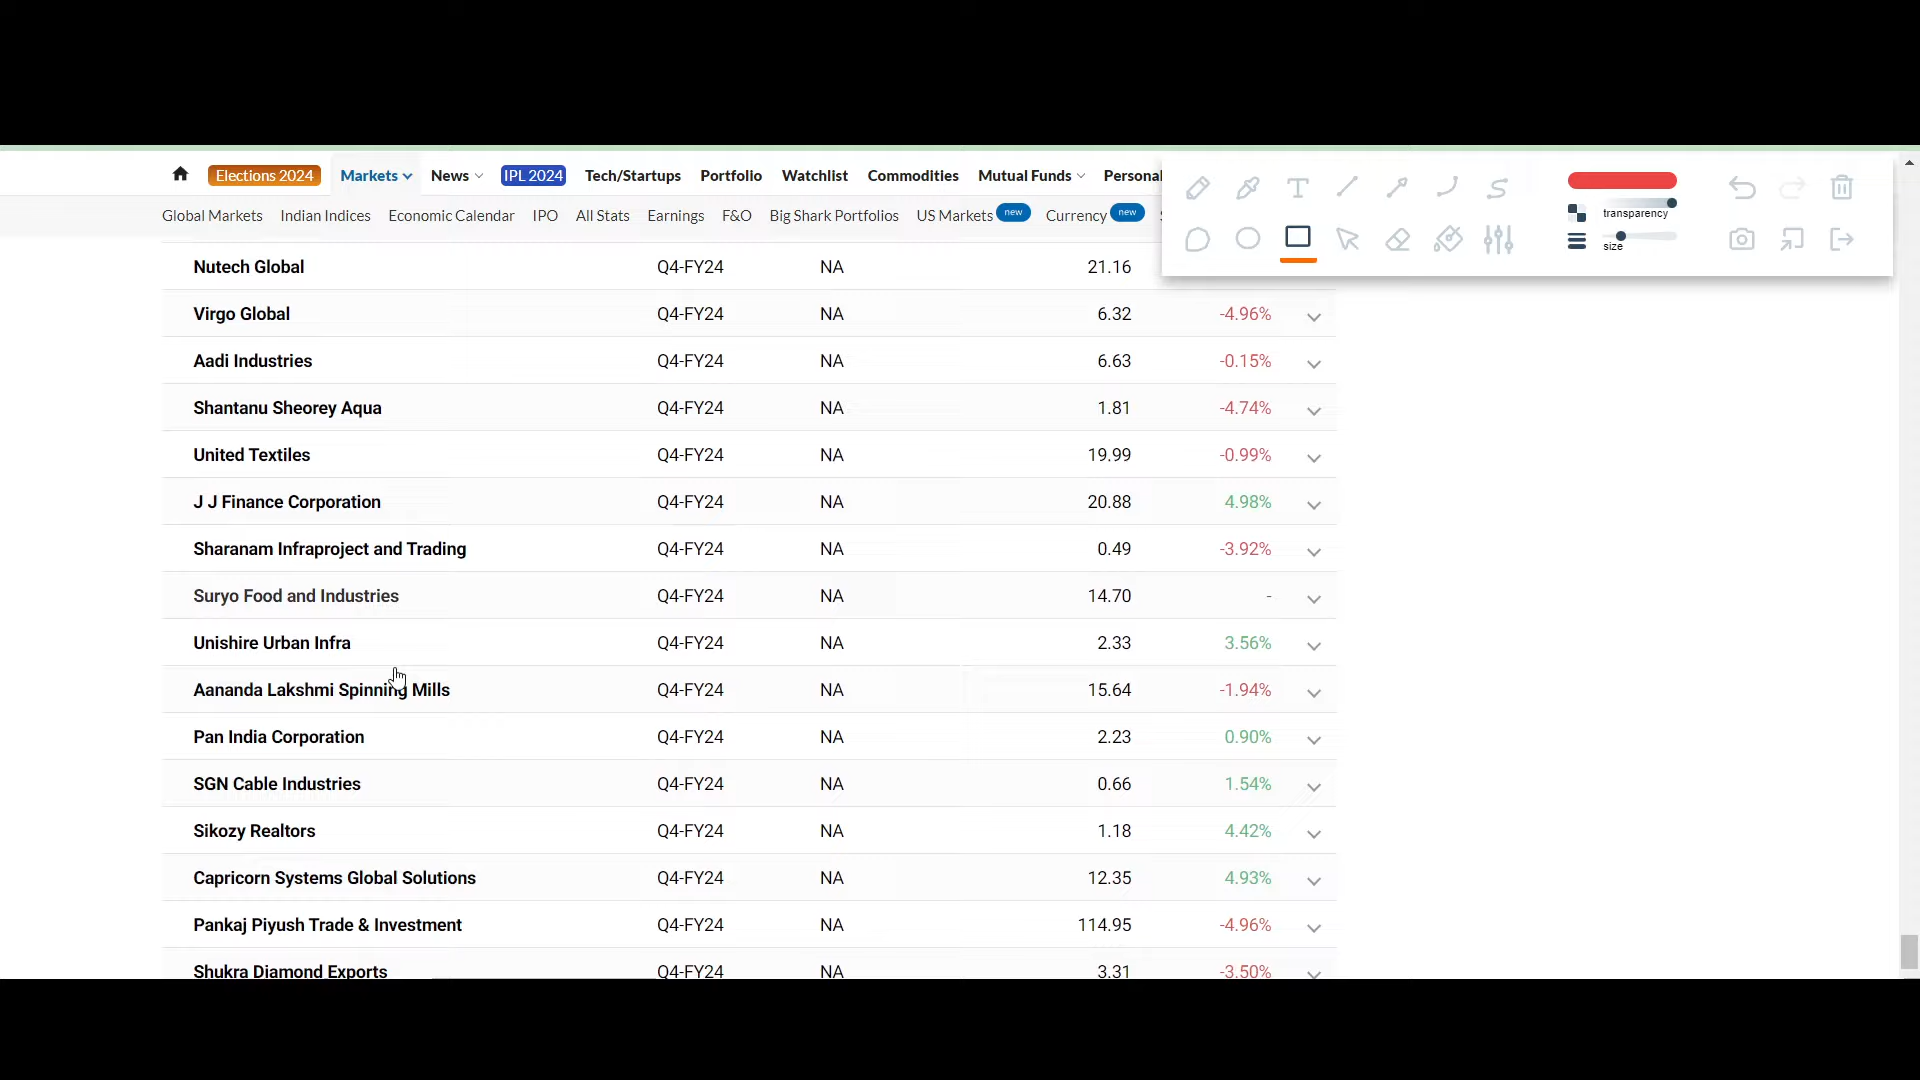 Elections 2024 Markets News IPL 2024 Tech/Startups Portfolio Watchlist Commodities Mutual Funds Personal
Global Markets Indian Indices Economic Calendar IPO All Stats Earnings F&O Big Shark Portfolios US Markets new Currency new
transparency
size
Nutech Global Q4-FY24 NA 21.16
Virgo Global Q4-FY24 NA 6.32 -4.96%
Aadi Industries Q4-FY24 NA 6.63 -0.15%
Shantanu Sheorey Aqua Q4-FY24 NA 1.81 -4.74%
United Textiles Q4-FY24 NA 19.99 -0.99%
J J Finance Corporation Q4-FY24 NA 20.88 4.98%
Sharanam Infraproject and Trading Q4-FY24 NA 0.49 -3.92%
Suryo Food and Industries Q4-FY24 NA 14.70 -
Unishire Urban Infra Q4-FY24 NA 2.33 3.56%
Aananda Lakshmi Spinning Mills Q4-FY24 NA 15.64 -1.94%
Pan India Corporation Q4-FY24 NA 2.23 0.90%
SGN Cable Industries Q4-FY24 NA 0.66 1.54%
Sikozy Realtors Q4-FY24 NA 1.18 4.42%
Capricorn Systems Global Solutions Q4-FY24 NA 12.35 4.93%
Pankaj Piyush Trade & Investment Q4-FY24 NA 114.95 -4.96%
Shukra Diamond Exports Q4-FY24 NA 3.31 -3.50%